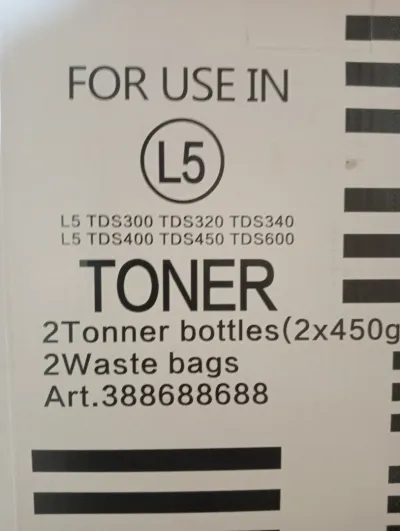 FOR USE IN
L5
L5 TDS300 TDS320 TDS340
L5 TDS400 TDS450 TDS600
TONER
2Tonner bottles(2x450g
2Waste bags
Art.388688688